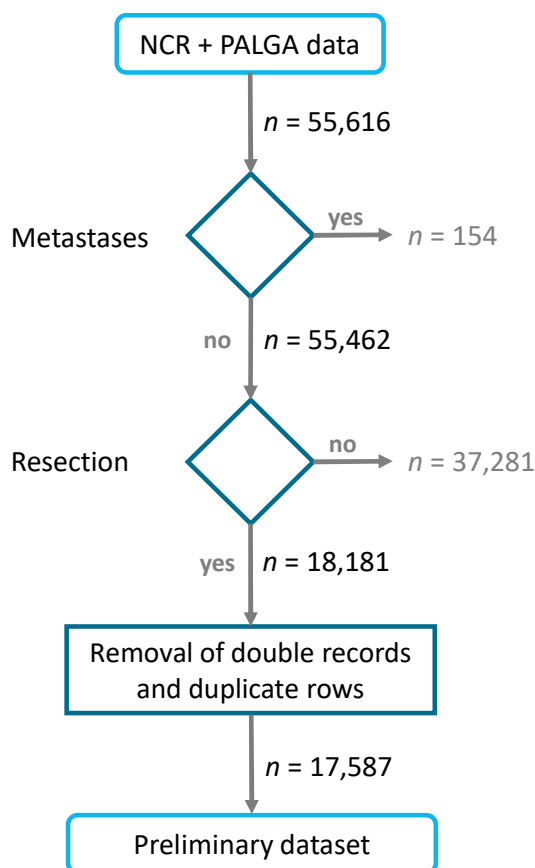 NCR + PALGA data
n = 55,616
Metastases
yes
n = 154
no
n = 55,462
Resection
no
n = 37,281
yes
n = 18,181
Removal of double records
and duplicate rows
n = 17,587
Preliminary dataset